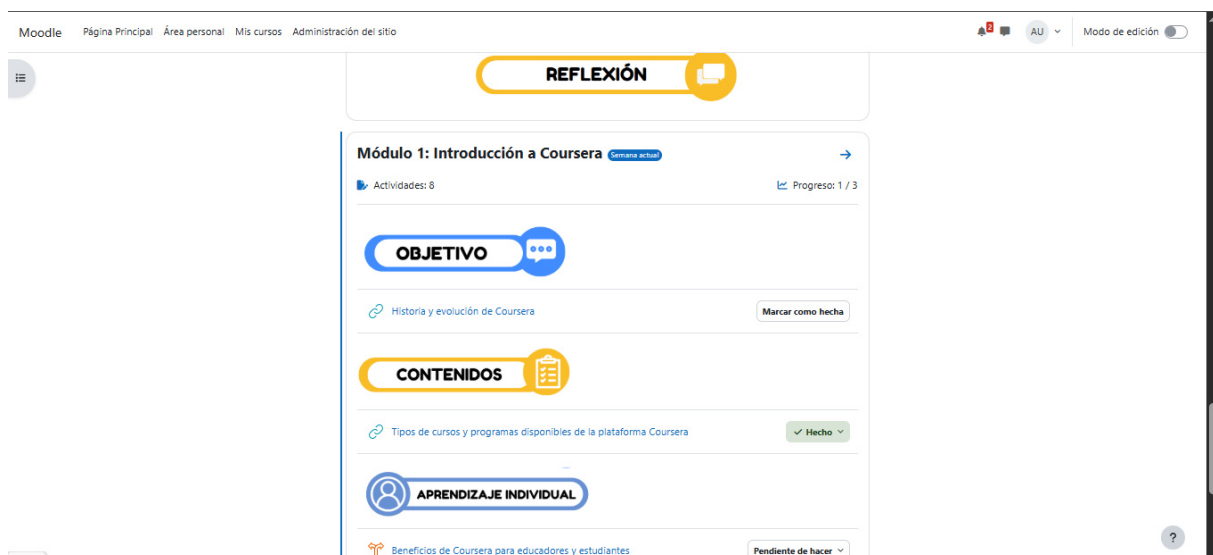 Moodle Página Principal Área personal Mis cursos Administración del sitio 2 AU Modo de edición
REFLEXIÓN
Módulo 1: Introducción a Coursera Semana actual
Actividades: 8 Progreso: 1 / 3
OBJETIVO
Historia y evolución de Coursera Marcar como hecha
CONTENIDOS
Tipos de cursos y programas disponibles de la plataforma Coursera Hecho
APRENDIZAJE INDIVIDUAL
Beneficios de Coursera para educadores y estudiantes Pendiente de hacer
?